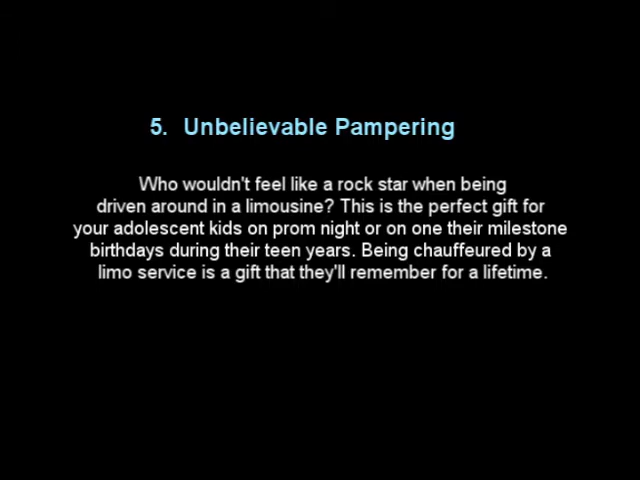 5. Unbelievable Pampering
Who wouldn't feel like a rock star when being
driven around in a limousine? This is the perfect gift for
your adolescent kids on prom night or on one their milestone
birthdays during their teen years. Being chauffeured by a
limo service is a gift that they'll remember for a lifetime.